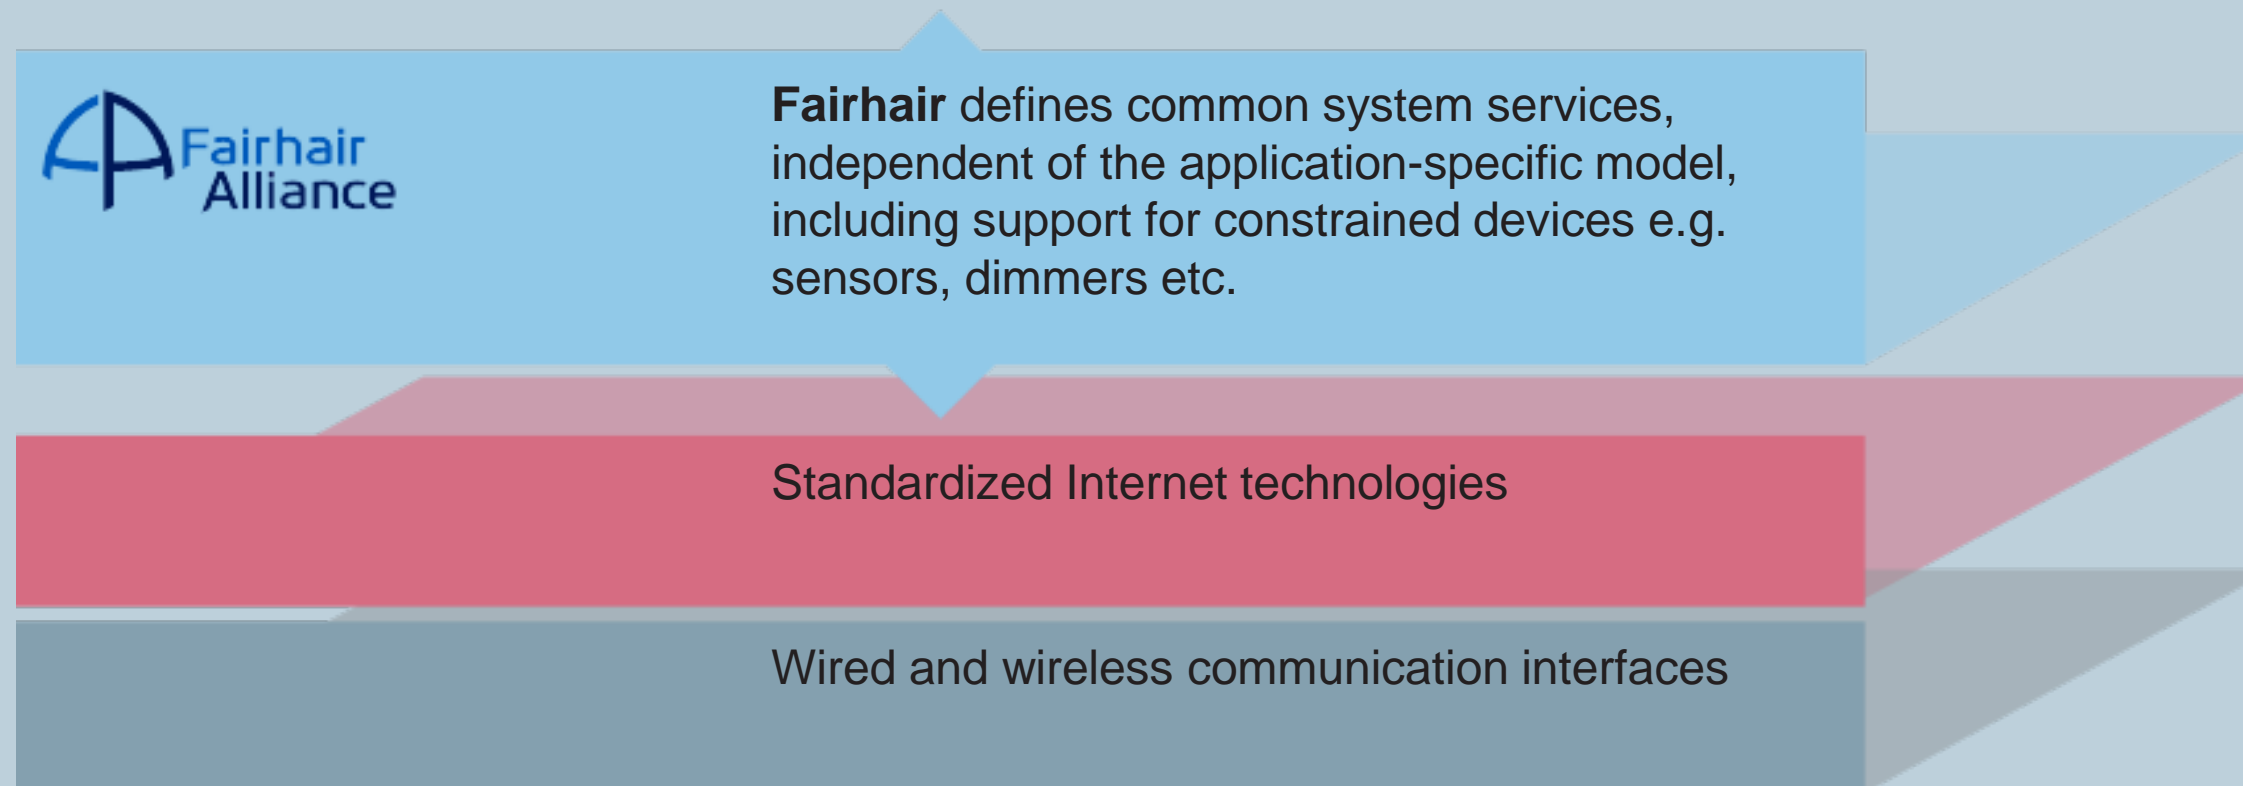 Fairhair
Alliance
Fairhair defines common system services,
independent of the application-specific model,
including support for constrained devices e.g.
sensors, dimmers etc.
Standardized Internet technologies
Wired and wireless communication interfaces